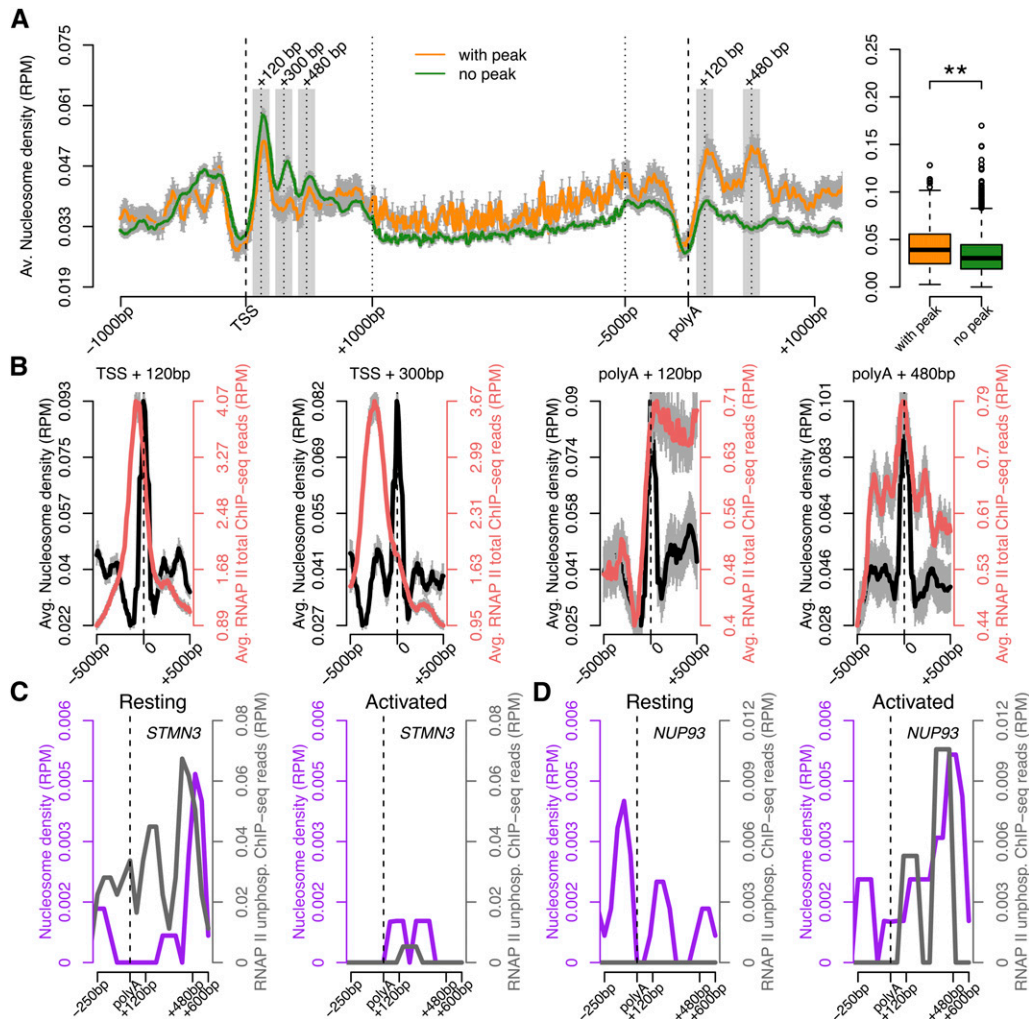 A
Av. Nucleosome density (RPM)
0.019 0.033 0.047 0.061 0.075
with peak
no peak
+120 bp
+300 bp
+480 bp
+120 bp
+480 bp
−1000bp
TSS
+1000bp
−500bp
polyA
+1000bp
**
0.00 0.05 0.10 0.15 0.20 0.25
with peak
no peak
B
TSS + 120bp
Avg. Nucleosome density (RPM)
0.022 0.04 0.057 0.075 0.093
Avg. RNAP II total ChIP−seq reads (RPM)
0.89 1.68 2.48 3.27 4.07
−500bp 0 +500bp
TSS + 300bp
Avg. Nucleosome density (RPM)
0.027 0.041 0.055 0.069 0.082
Avg. RNAP II total ChIP−seq reads (RPM)
0.95 1.63 2.31 2.99 3.67
−500bp 0 +500bp
polyA + 120bp
Avg. Nucleosome density (RPM)
0.025 0.041 0.058 0.074 0.09
Avg. RNAP II total ChIP−seq reads (RPM)
0.4 0.48 0.56 0.63 0.71
−500bp 0 +500bp
polyA + 480bp
Avg. Nucleosome density (RPM)
0.028 0.046 0.064 0.083 0.101
Avg. RNAP II total ChIP−seq reads (RPM)
0.44 0.53 0.61 0.7 0.79
−500bp 0 +500bp
C
Resting
STMN3
Nucleosome density (RPM)
0 0.002 0.003 0.005 0.006
RNAP II unphosp. ChIP−seq reads (RPM)
0 0.02 0.04 0.06 0.08
−250bp polyA +120bp +480bp +600bp
Activated
STMN3
Nucleosome density (RPM)
0 0.002 0.003 0.005 0.006
RNAP II unphosp. ChIP−seq reads (RPM)
0 0.02 0.04 0.06 0.08
−250bp polyA +120bp +480bp +600bp
D
Resting
NUP93
Nucleosome density (RPM)
0 0.002 0.003 0.005 0.006
RNAP II unphosp. ChIP−seq reads (RPM)
0 0.003 0.006 0.009 0.012
−250bp polyA +120bp +480bp +600bp
Activated
NUP93
Nucleosome density (RPM)
0 0.002 0.003 0.005 0.006
RNAP II unphosp. ChIP−seq reads (RPM)
0 0.003 0.006 0.009 0.012
−250bp polyA +120bp +480bp +600bp